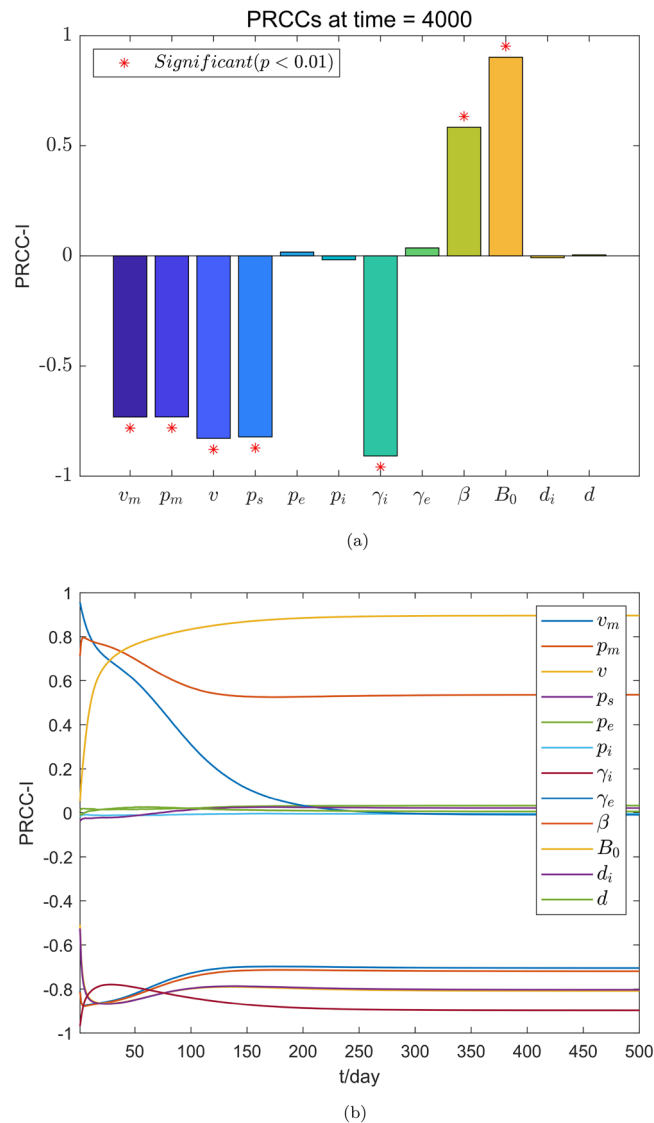 PRCCs at time = 4000
* Significant(p < 0.01)
1
0.5
0
-0.5
-1
PRCC-I
v_m p_m v p_s p_e p_i γ_i γ_e β B_0 d_i d
(a)
1
0.8
0.6
0.4
0.2
0
-0.2
-0.4
-0.6
-0.8
-1
PRCC-I
v_m
p_m
v
p_s
p_e
p_i
γ_i
γ_e
β
B_0
d_i
d
50 100 150 200 250 300 350 400 450 500
t/day
(b)